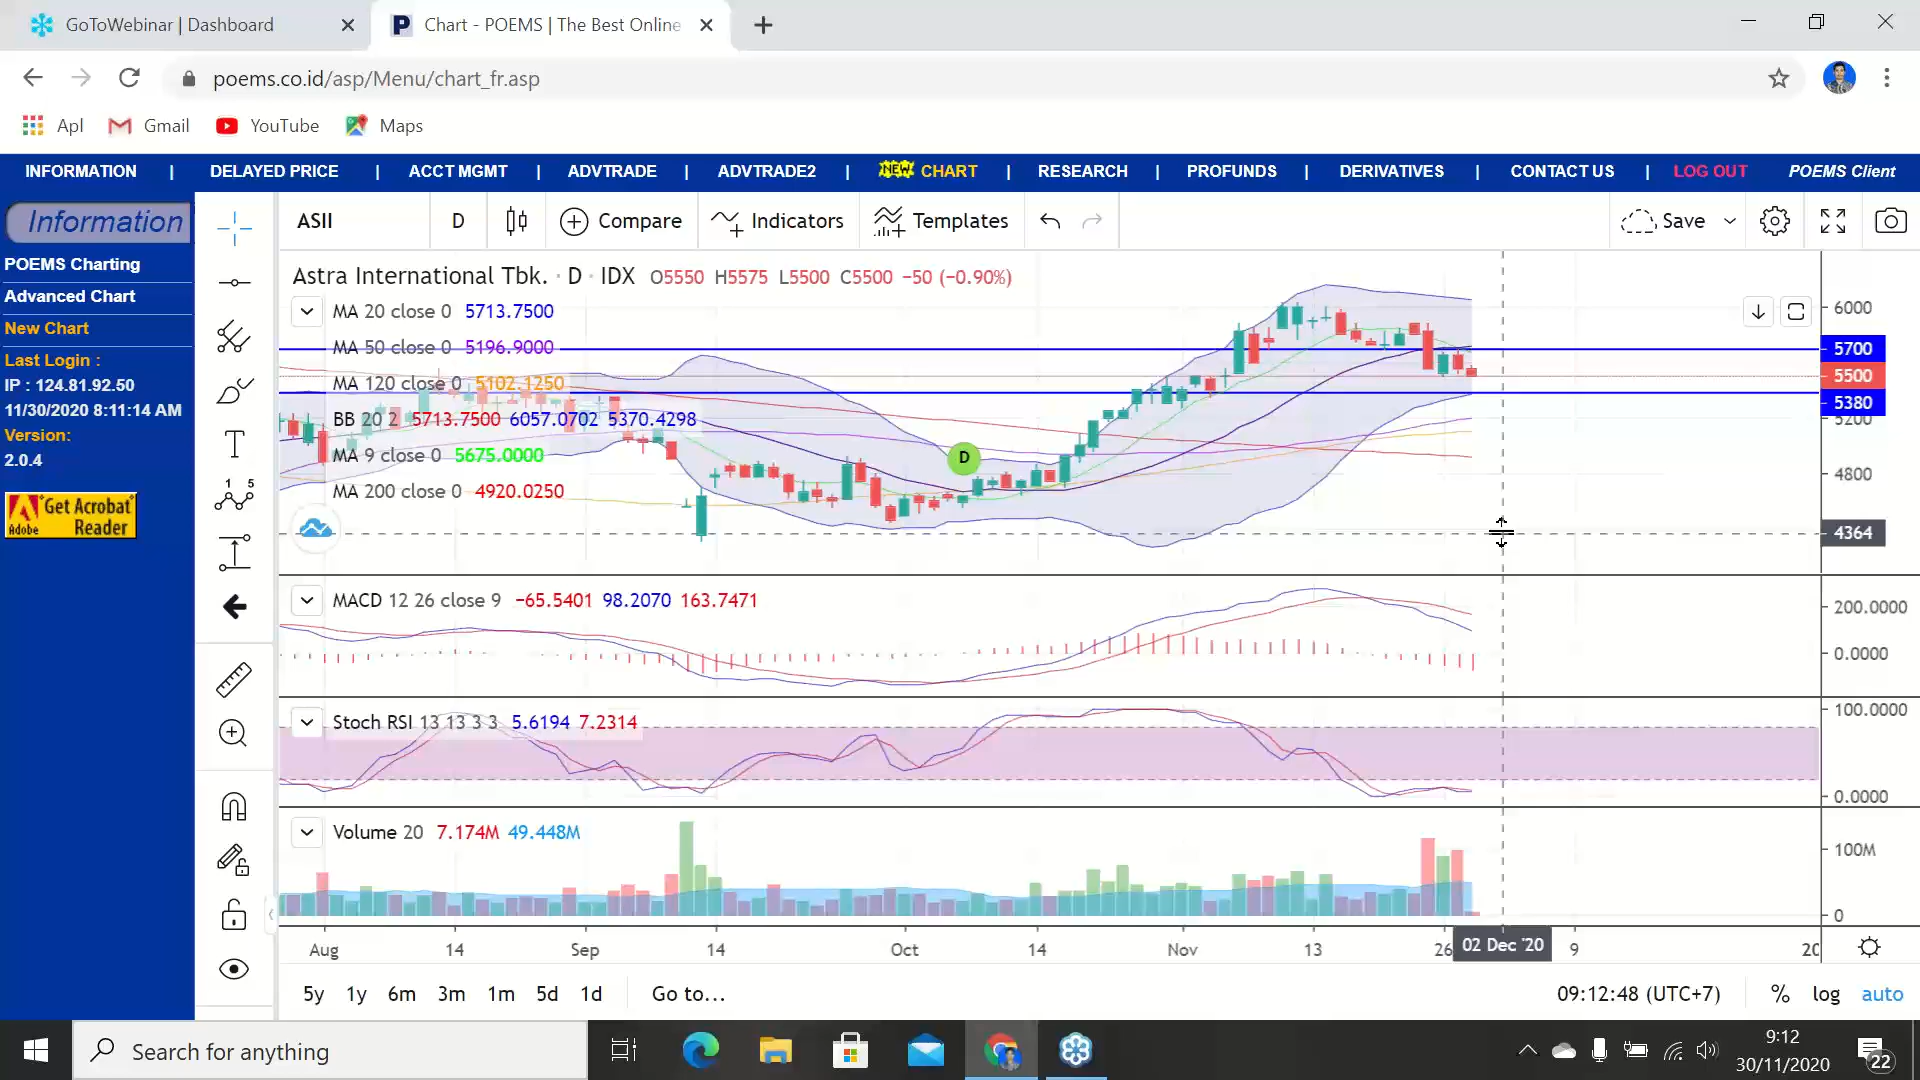 GoToWebinar | Dashboard
Chart - POEMS | The Best Online
poems.co.id/asp/Menu/chart_fr.asp
Apl Gmail YouTube Maps
INFORMATION | DELAYED PRICE | ACCT MGMT | ADVTRADE | ADVTRADE2 | NEW CHART | RESEARCH | PROFUNDS | DERIVATIVES | CONTACT US | LOG OUT POEMS Client
Information
POEMS Charting
Advanced Chart
New Chart
Last Login :
IP : 124.81.92.50
11/30/2020 8:11:14 AM
Version:
2.0.4
Adobe Get Acrobat
Reader
ASII D Compare Indicators Templates Save
Astra International Tbk. · D · IDX O5550 H5575 L5500 C5500 −50 (−0.90%)
MA 20 close 0 5713.7500
MA 50 close 0 5196.9000
MA 120 close 0 5102.1250
BB 20 2 5713.7500 6057.0702 5370.4298
MA 9 close 0 5675.0000
MA 200 close 0 4920.0250
D
6000
5700
5500
5380
5200
4800
4364
MACD 12 26 close 9 −65.5401 98.2070 163.7471
200.0000
0.0000
Stoch RSI 13 13 3 3 5.6194 7.2314
100.0000
0.0000
Volume 20 7.174M 49.448M
100M
0
Aug 14 Sep 14 Oct 14 Nov 13 26 02 Dec '20 9 20
5y 1y 6m 3m 1m 5d 1d Go to... 09:12:48 (UTC+7) % log auto
T
1 5
Search for anything
9:12
30/11/2020
22